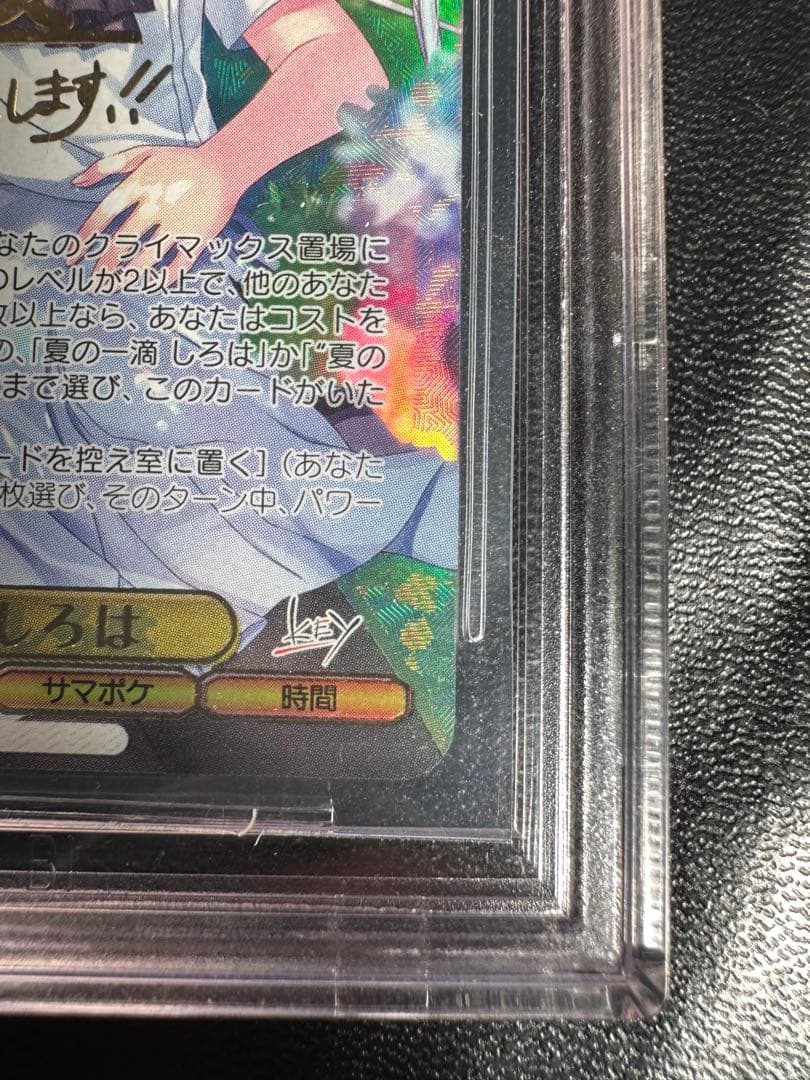 します!!
なたのクライマックス置場に
のレベルが2以上で、他のあなた
枚以上なら、あなたはコストを
の、「夏の一滴 しろは」か「"夏の
まで選び、このカードがいた
ードを控え室に置く］（あなた
枚選び、そのターン中、パワー
しろは
サマポケ 時間